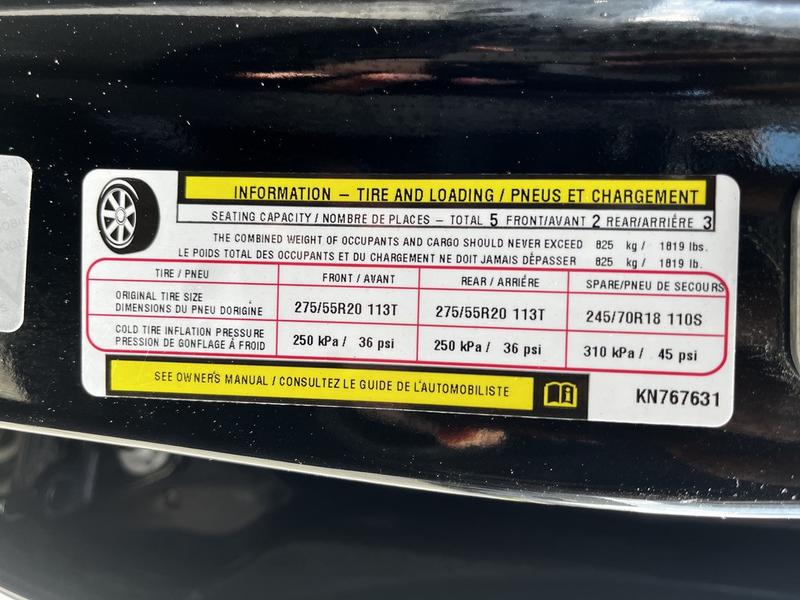 INFORMATION – TIRE AND LOADING / PNEUS ET CHARGEMENT
SEATING CAPACITY / NOMBRE DE PLACES – TOTAL 5 FRONT/AVANT 2 REAR/ARRIÉRE 3
THE COMBINED WEIGHT OF OCCUPANTS AND CARGO SHOULD NEVER EXCEED 825 kg / 1819 lbs.
LE POIDS TOTAL DES OCCUPANTS ET DU CHARGEMENT NE DOIT JAMAIS DÉPASSER 825 kg / 1819 lb.
TIRE / PNEU FRONT / AVANT REAR / ARRIÉRE SPARE/PNEU DE SECOURS
ORIGINAL TIRE SIZE
DIMENSIONS DU PNEU DORIGINE 275/55R20 113T 275/55R20 113T 245/70R18 110S
COLD TIRE INFLATION PRESSURE
PRESSION DE GONFLAGE À FROID 250 kPa / 36 psi 250 kPa / 36 psi 310 kPa / 45 psi
SEE OWNER'S MANUAL / CONSULTEZ LE GUIDE DE L'AUTOMOBILISTE
KN767631